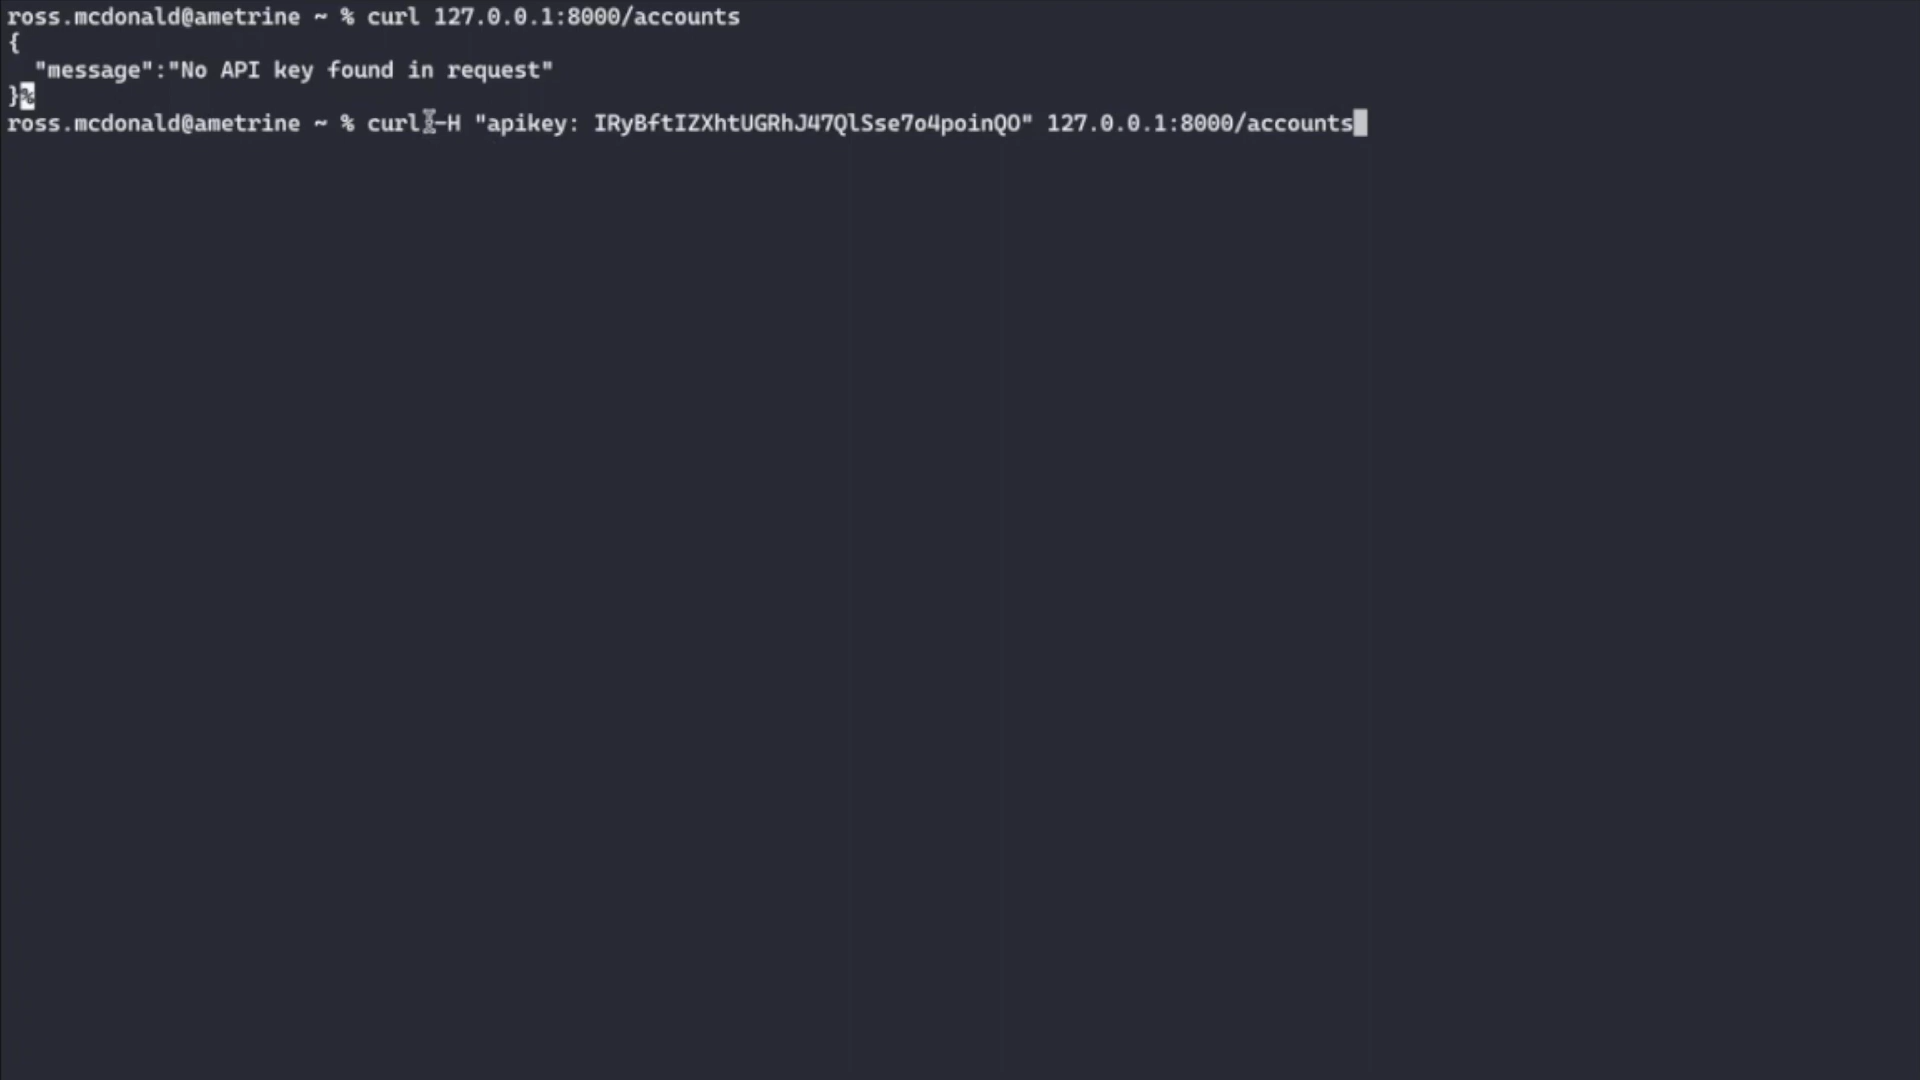 ross.mcdonald@ametrine ~ % curl 127.0.0.1:8000/accounts
{
  "message":"No API key found in request"
}%
ross.mcdonald@ametrine ~ % curl -H "apikey: IRyBftIZXhtUGRhJ47QlSse7o4poinQO" 127.0.0.1:8000/accounts